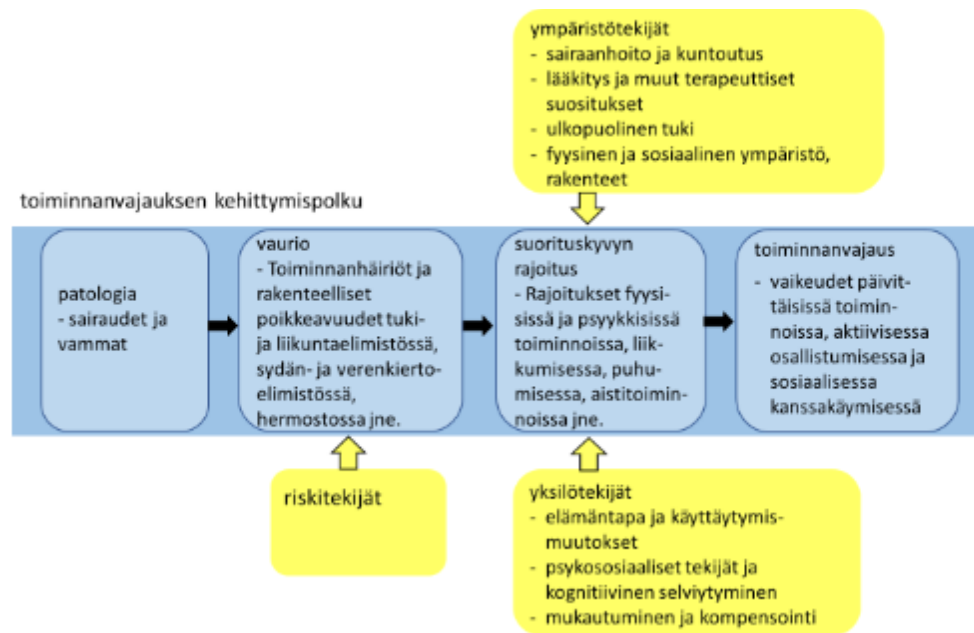 ympäristötekijät
- sairaanhoito ja kuntoutus
- lääkitys ja muut terapeuttiset
suositukset
- ulkopuolinen tuki
- fyysinen ja sosiaalinen ympäristö,
rakenteet
toiminnanvajauksen kehittymispolku
patologia
- sairaudet ja
vammat
vaurio
- Toiminnanhäiriöt ja
rakenteelliset
poikkeavuudet tuki-
ja liikuntaelimistössä,
sydän- ja verenkierto-
elimistössä,
hermostossa jne.
suorituskyvyn
rajoitus
- Rajoitukset fyysi-
sissä ja psyykkisissä
toiminnoissa, liik-
kumisessa, puhu-
misessa, aistitoimin-
noissa jne.
toiminnanvajaus
- vaikeudet päivit-
täisissä toimin-
noissa, aktiivisessa
osallistumisessa ja
sosiaalisessa
kanssakäymisessä
riskitekijät
yksilötekijät
- elämäntapa ja käyttäytymis-
muutokset
- psykososiaaliset tekijät ja
kognitiivinen selviytyminen
- mukautuminen ja kompensointi